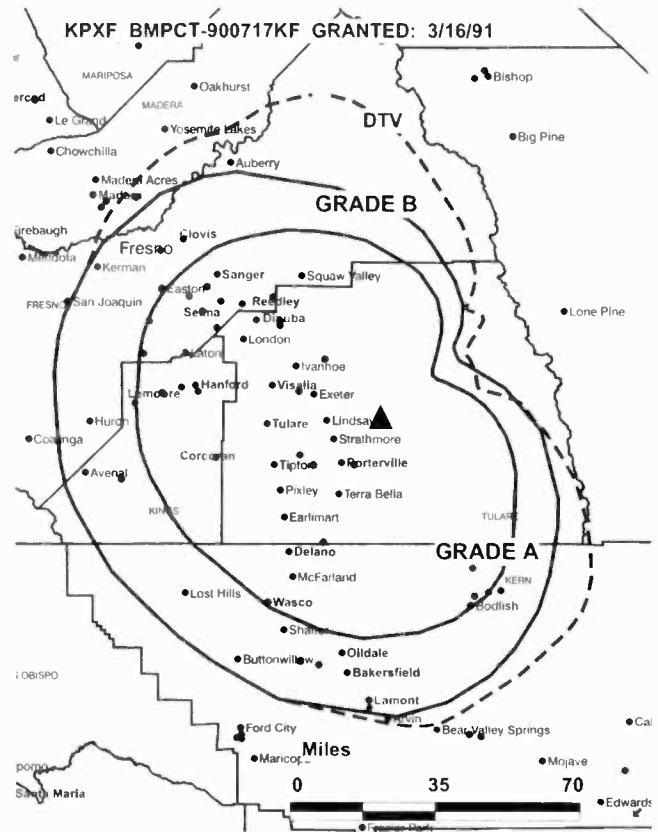 KPXF BMPCT-900717KF GRANTED: 3/16/91
MARIPOSA
Bishop
Oakhurst
MADERA
Le Grand
DTV
Yosemite Lakes
Big Pine
Chowchilla
Auberry
Madera Acres
GRADE B
Clovis
Fresno
Mendota
Kerman
Sanger
Squaw Valley
Easton
FRESNO
San Joaquin
Reedley
Selma
Dinuba
Lone Pine
London
Laton
Ivanhoe
Hanford
Visalia
Lemoore
Exeter
Huron
Tulare
Lindsay
Coalinga
Strathmore
Corcoran
Avenal
Tipton
Porterville
Pixley
Terra Bella
KINGS
Earlimart
TULARE
GRADE A
Delano
McFarland
KERN
Lost Hills
Wasco
Bodfish
Shafter
Buttonwillow
Oildale
Bakersfield
OBISPO
Lamont
Arvin
Ford City
Bear Valley Springs
Miles
Maricopa
Mojave
Santa Maria
0 35 70
Edwards
Frazier Park